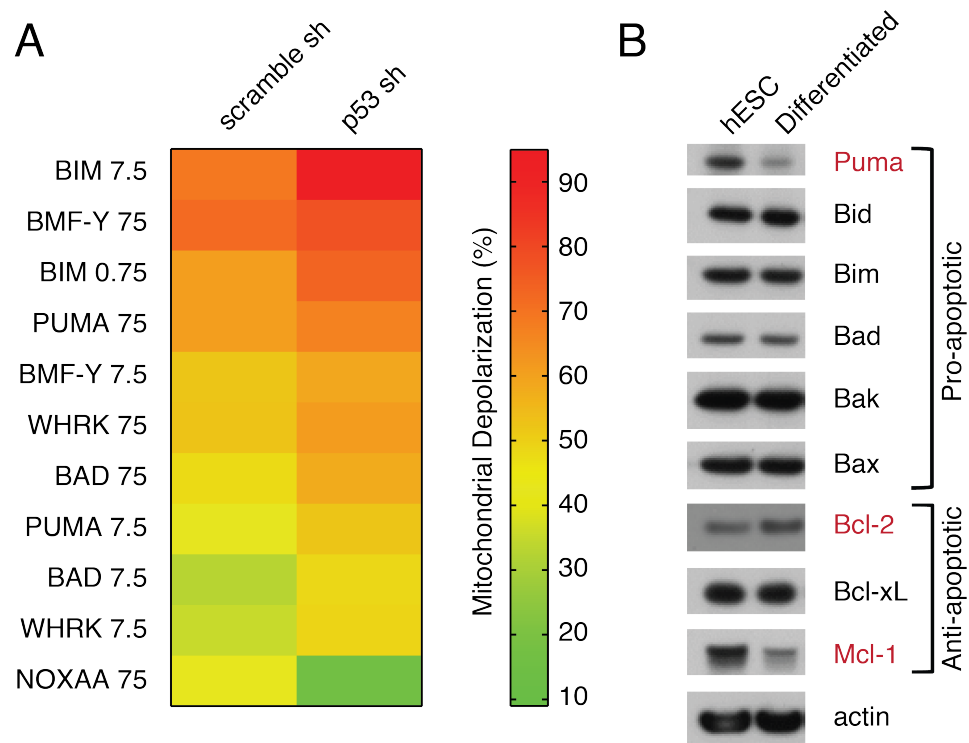 A
scramble sh
p53 sh
BIM 7.5
BMF-Y 75
BIM 0.75
PUMA 75
BMF-Y 7.5
WHRK 75
BAD 75
PUMA 7.5
BAD 7.5
WHRK 7.5
NOXAA 75
Mitochondrial Depolarization (%)
90
80
70
60
50
40
30
20
10
B
hESC
Differentiated
Puma
Bid
Bim
Bad
Bak
Bax
Pro-apoptotic
Bcl-2
Bcl-xL
Mcl-1
Anti-apoptotic
actin